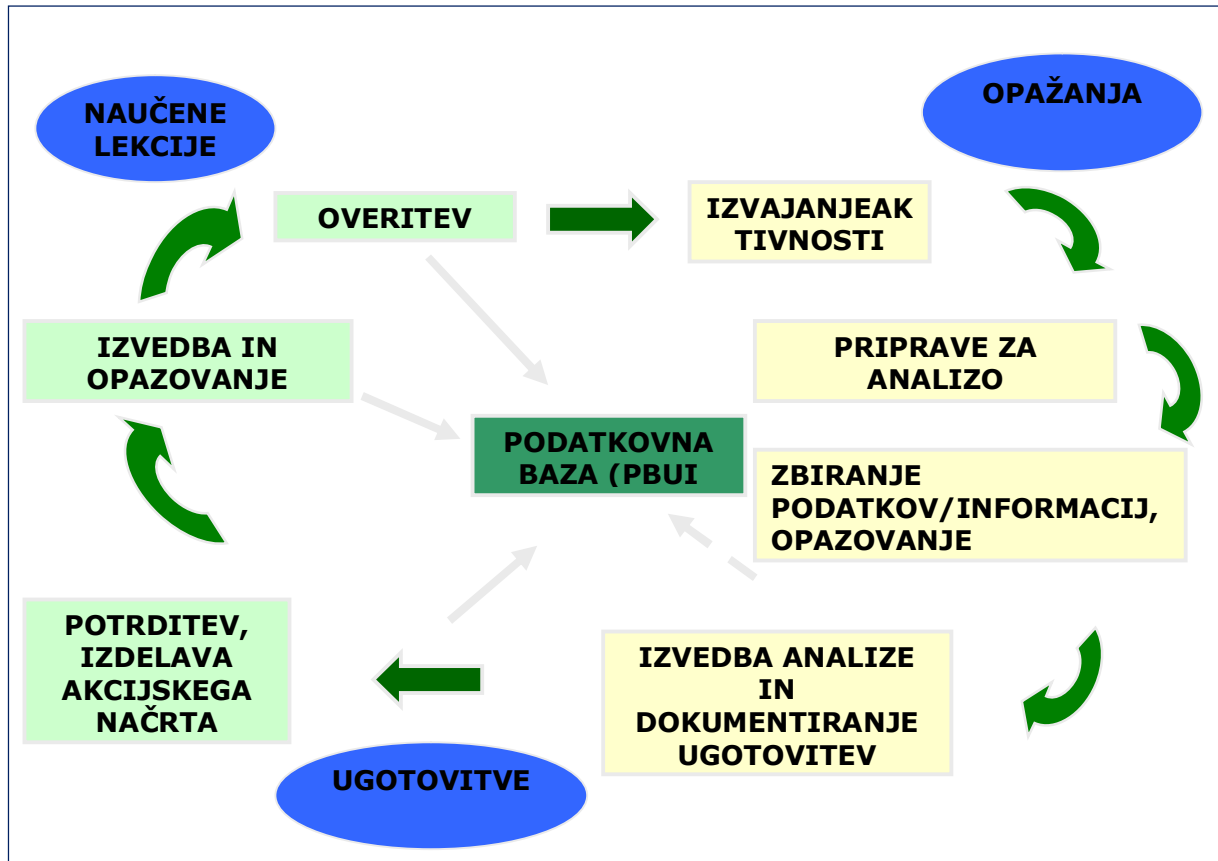 NAUČENE
LEKCIJE
OPAŽANJA
OVERITEV
IZVAJANJEAK
TIVNOSTI
IZVEDBA IN
OPAZOVANJE
PRIPRAVE ZA
ANALIZO
PODATKOVNA
BAZA (PBUI
ZBIRANJE
PODATKOV/INFORMACIJ,
OPAZOVANJE
POTRDITEV,
IZDELAVA
AKCIJSKEGA
NAČRTA
IZVEDBA ANALIZE
IN
DOKUMENTIRANJE
UGOTOVITEV
UGOTOVITVE